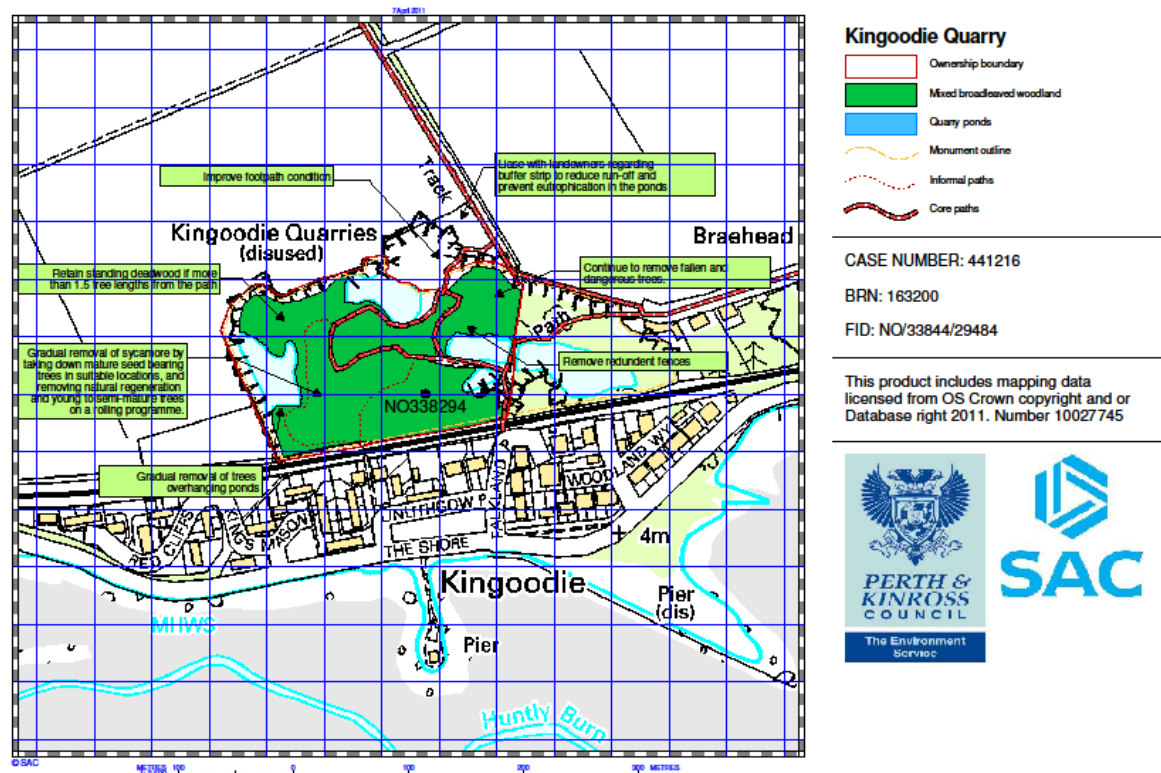 7 April 2011
Kingoodie Quarry
Ownership boundary
Mixed broadleaved woodland
Quarry ponds
Monument outline
Informal paths
Core paths
CASE NUMBER: 441216
BRN: 163200
FID: NO/33844/29484
This product includes mapping data
licensed from OS Crown copyright and or
Database right 2011. Number 10027745
PERTH &
KINROSS
COUNCIL
The Environment
Service
SAC
Track
Improve footpath condition
Liase with landowners regarding
buffer strip to reduce run-off and
prevent eutrophication in the ponds
Kingoodie Quarries
(disused)
Braehead
Retain standing deadwood if more
than 1.5 tree lengths from the path
Continue to remove fallen and
dangerous trees.
Path
Gradual removal of sycamore by
taking down mature seed bearing
trees in suitable locations, and
removing natural regeneration
and young to semi-mature trees
on a rolling programme.
Remove redundent fences
NO338294
Gradual removal of trees
overhanging ponds
WOODLAND WYND
LINLITHGOW P
FALKLAND P
RED CLIFFS
KINGS MASON
THE SHORE
4m
Kingoodie
Pier
(dis)
MHWS
Pier
Huntly Burn
© SAC
METRES 100 0 100 200 300 METRES